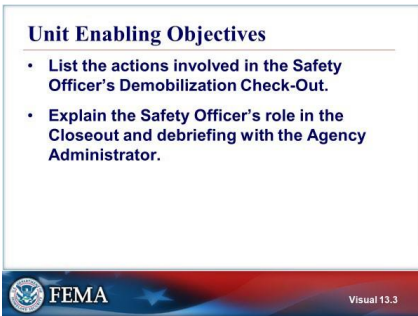 Unit Enabling Objectives
• List the actions involved in the Safety
Officer's Demobilization Check-Out.
• Explain the Safety Officer's role in the
Closeout and debriefing with the Agency
Administrator.
FEMA
Visual 13.3